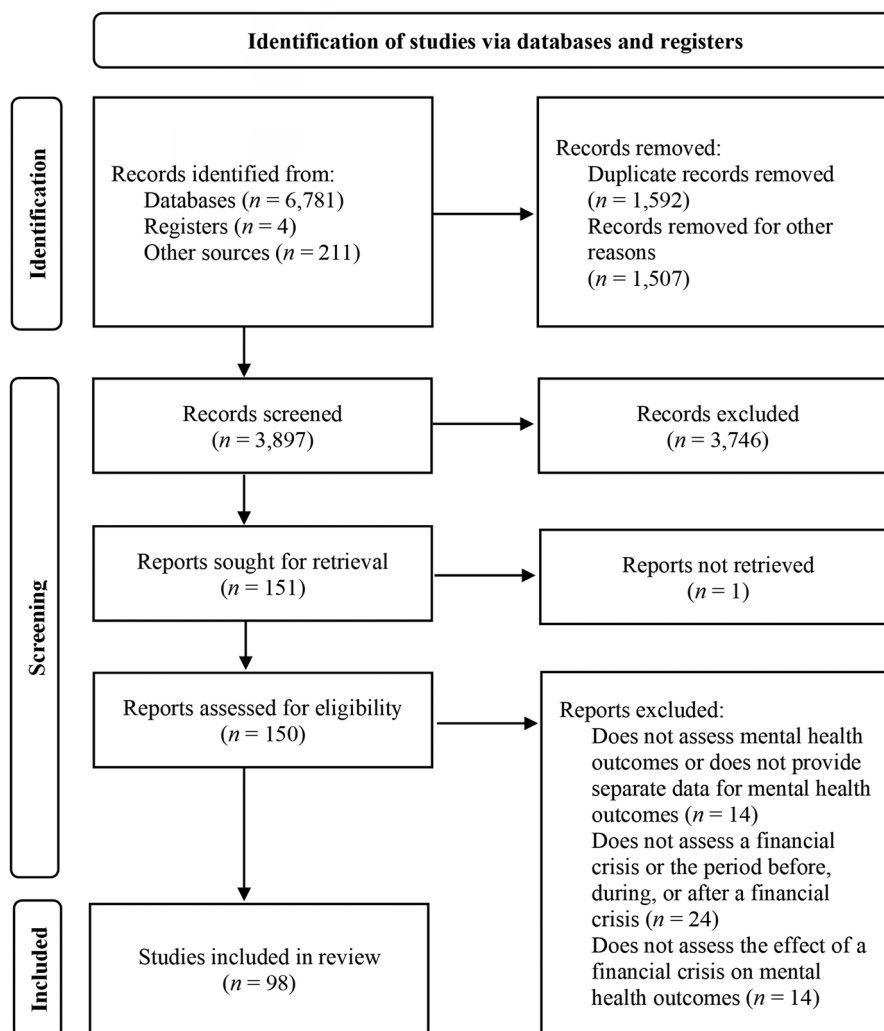 Identification of studies via databases and registers
Identification
Records identified from:
Databases (n = 6,781)
Registers (n = 4)
Other sources (n = 211)
Records removed:
Duplicate records removed
(n = 1,592)
Records removed for other
reasons
(n = 1,507)
Screening
Records screened
(n = 3,897)
Records excluded
(n = 3,746)
Reports sought for retrieval
(n = 151)
Reports not retrieved
(n = 1)
Reports assessed for eligibility
(n = 150)
Reports excluded:
Does not assess mental health
outcomes or does not provide
separate data for mental health
outcomes (n = 14)
Does not assess a financial
crisis or the period before,
during, or after a financial
crisis (n = 24)
Does not assess the effect of a
financial crisis on mental
health outcomes (n = 14)
Included
Studies included in review
(n = 98)